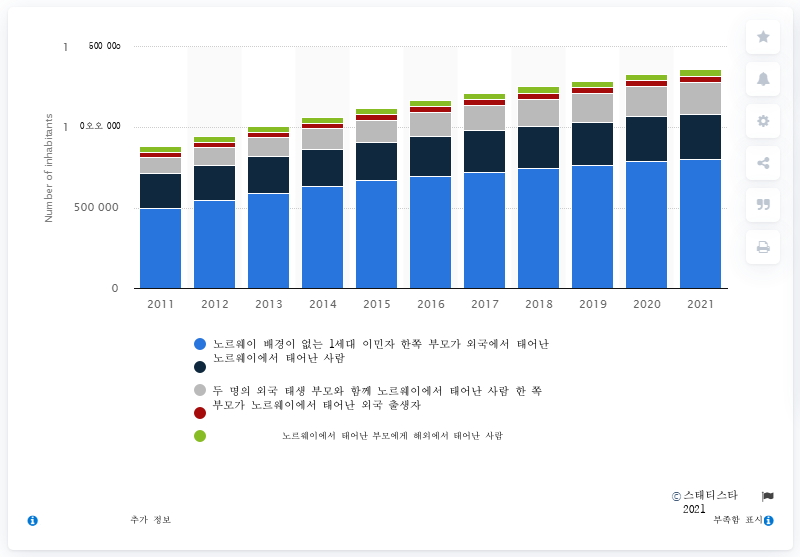 1 500 00o
1 0오오 000
500 000
0
Number of inhabitants
2011 2012 2013 2014 2015 2016 2017 2018 2019 2020 2021
노르웨이 배경이 없는 1세대 이민자 한쪽 부모가 외국에서 태어난
노르웨이에서 태어난 사람
두 명의 외국 태생 부모와 함께 노르웨이에서 태어난 사람 한 쪽
부모가 노르웨이에서 태어난 외국 출생자
노르웨이에서 태어난 부모에게 해외에서 태어난 사람
© 스태티스타
2021
추가 정보
부족함 표시